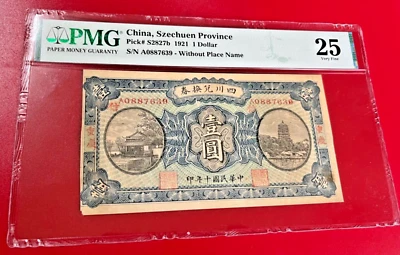 PMG
PAPER MONEY GUARANTY
China, Szechuen Province
Pick# S2827b 1921 1 Dollar
S/N A0887639 - Without Place Name
25
Very Fine
券換兌川四
A0887639
A0887639
壹圓
印年十國民華中